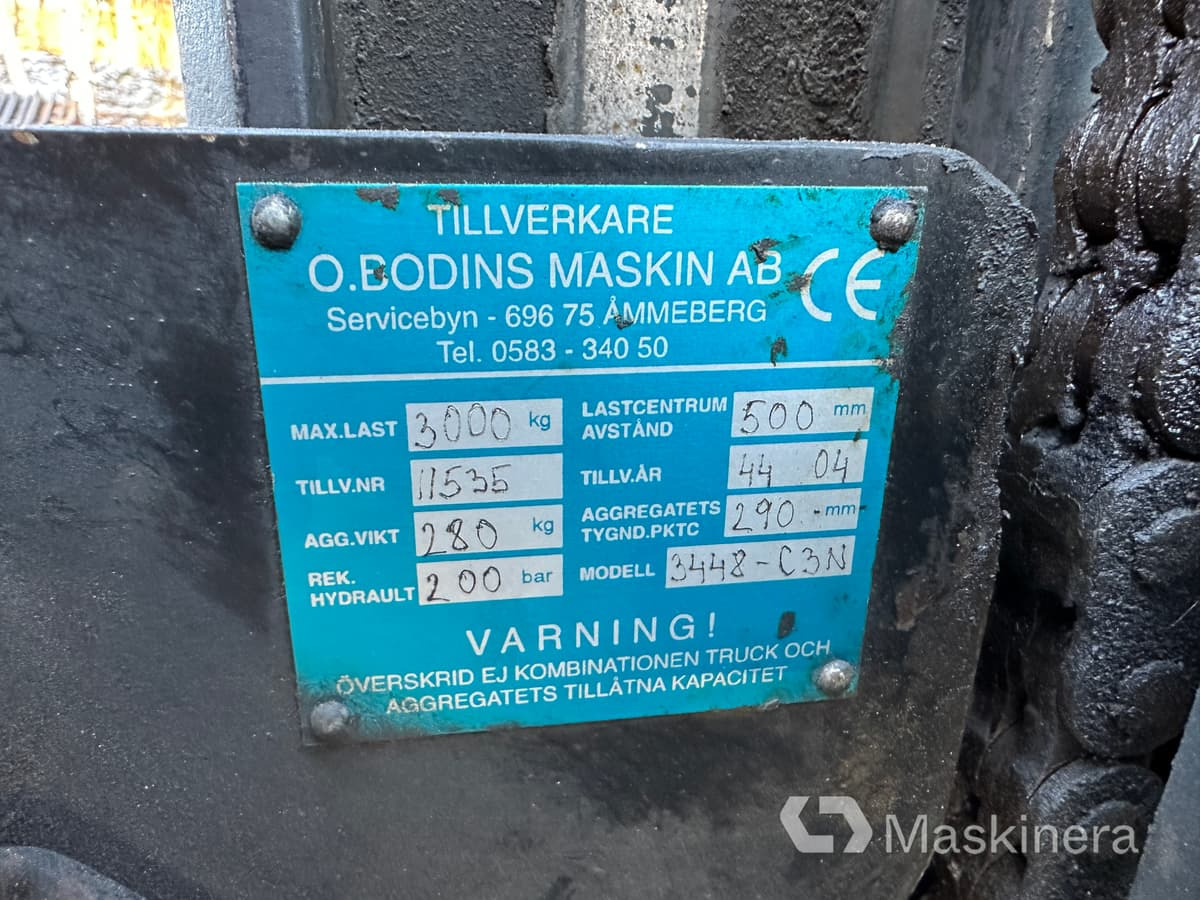 TILLVERKARE
O.BODINS MASKIN AB CE
Servicebyn - 696 75 ÅMMEBERG
Tel. 0583 - 340 50
MAX.LAST 3000 kg
LASTCENTRUM
AVSTÅND 500 mm
TILLV.NR 11535
TILLV.ÅR 44 04
AGG.VIKT 280 kg
AGGREGATETS
TYGND.PKTC 290.- mm
REK.
HYDRAULT 200 bar
MODELL 3448-C3N
VARNING!
ÖVERSKRID EJ KOMBINATIONEN TRUCK OCH
AGGREGATETS TILLÅTNA KAPACITET
Maskinera